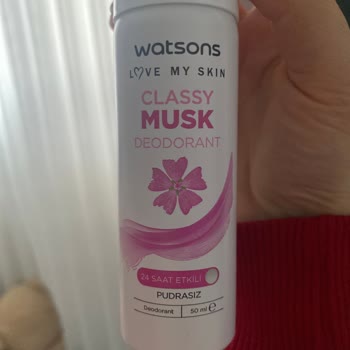 watsons
LOVE MY SKIN
CLASSY
MUSK
DEODORANT
24 SAAT ETKİLİ
PUDRASIZ
Deodorant 50 ml e